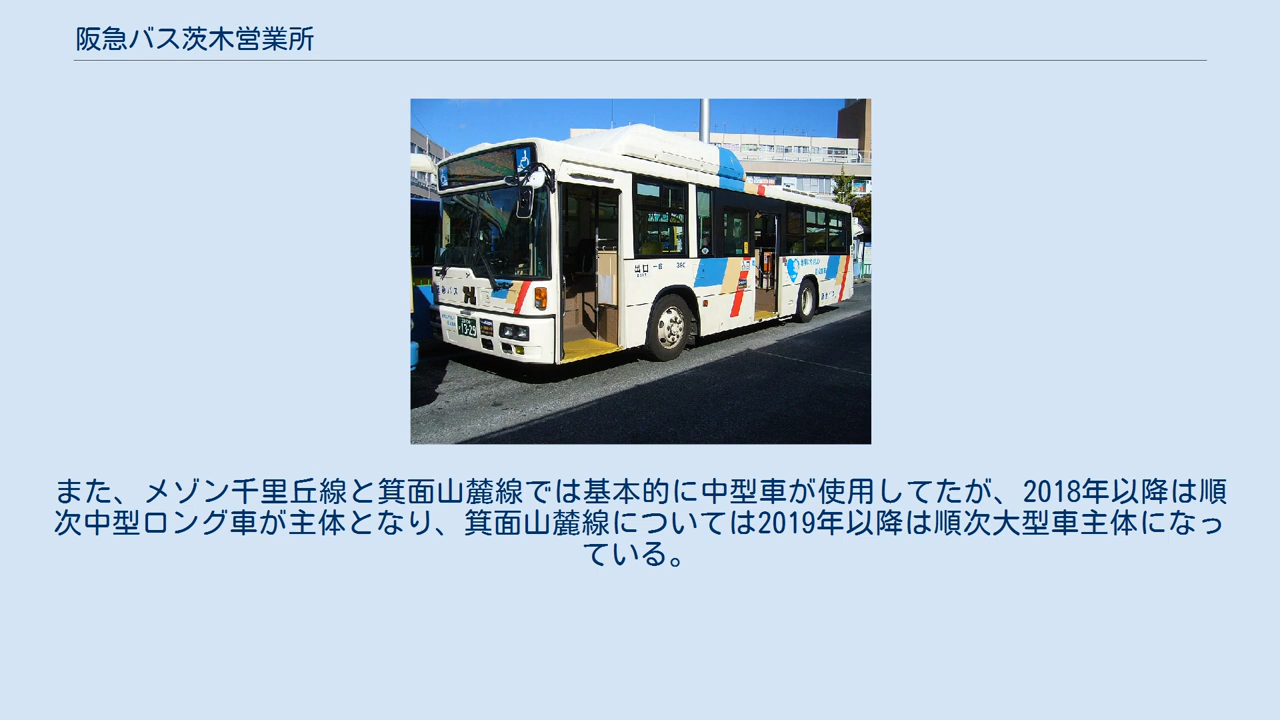 阪急バス茨木営業所
出口
13-29
また、メゾン千里丘線と箕面山麓線では基本的に中型車が使用してたが、2018年以降は順
次中型ロング車が主体となり、箕面山麓線については2019年以降は順次大型車主体になっ
ている。